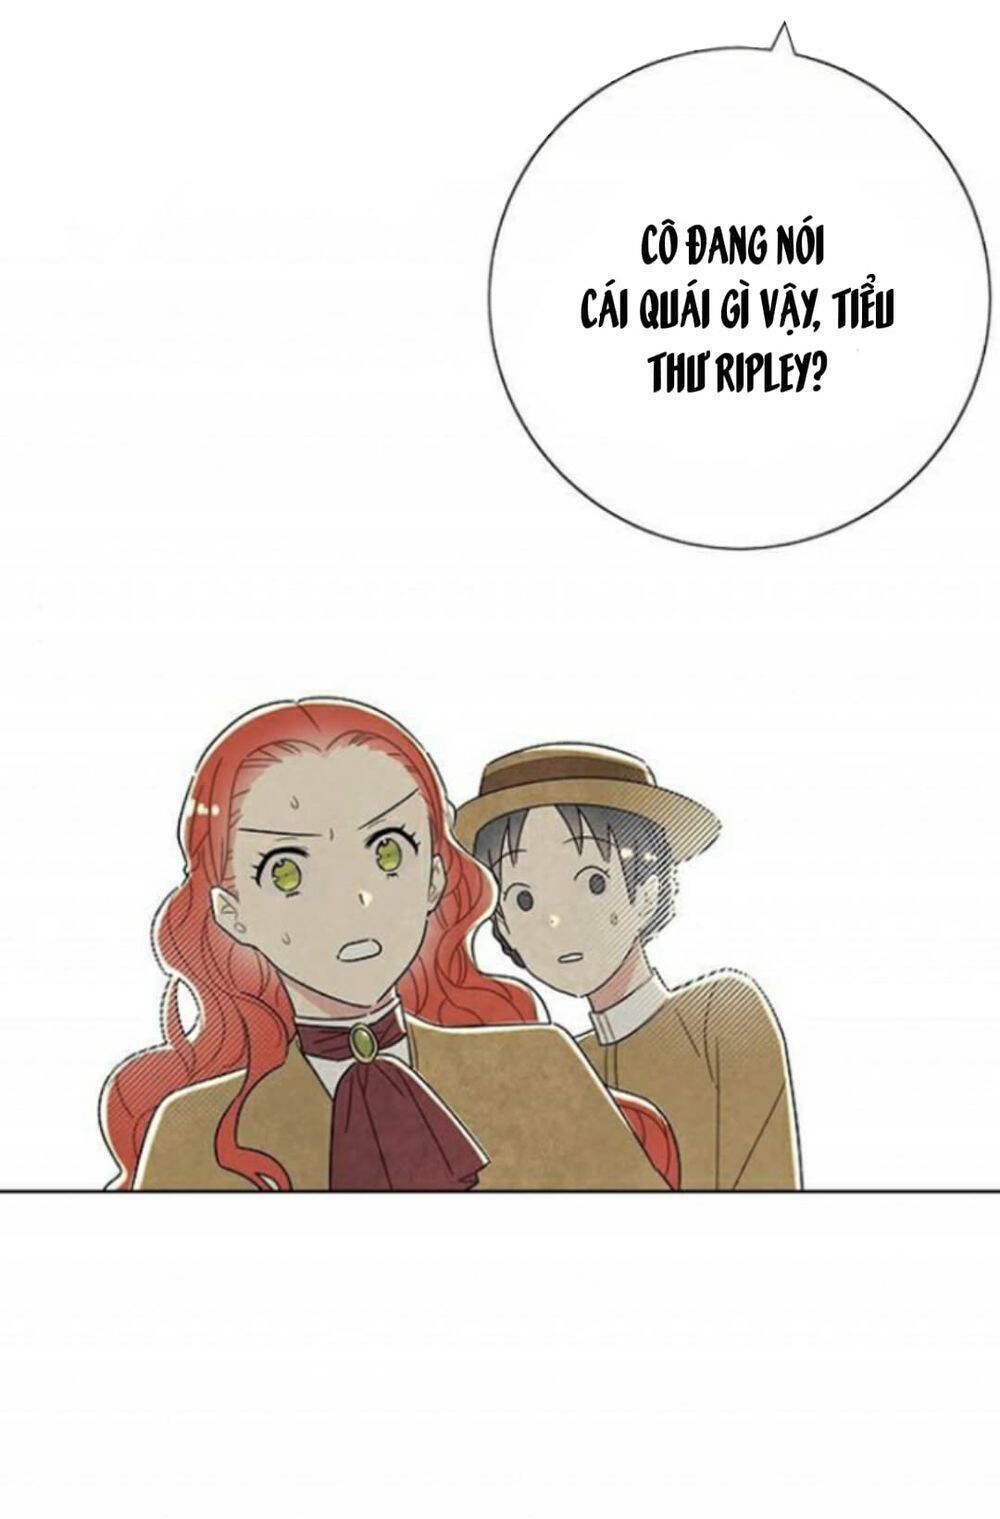 CÔ ĐANG NÓI
CÁI QUÁI GÌ VẬY, TIỂU
THƯ RIPLEY?